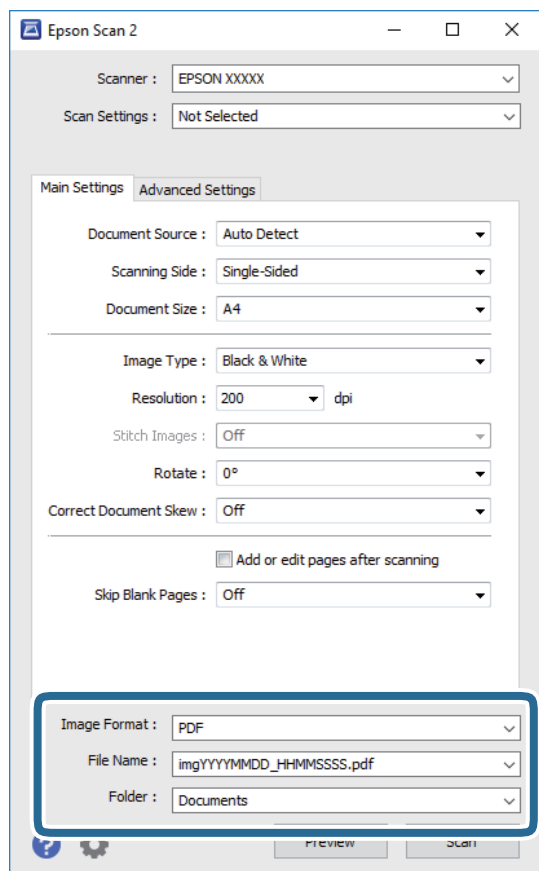 Epson Scan 2
Scanner : EPSON XXXXX
Scan Settings : Not Selected
Main Settings Advanced Settings
Document Source : Auto Detect
Scanning Side : Single-Sided
Document Size : A4
Image Type : Black & White
Resolution : 200 dpi
Stitch Images : Off
Rotate : 0°
Correct Document Skew : Off
Add or edit pages after scanning
Skip Blank Pages : Off
Image Format : PDF
File Name : imgYYYYMMDD_HHMMSSSS.pdf
Folder : Documents
? Preview Scan